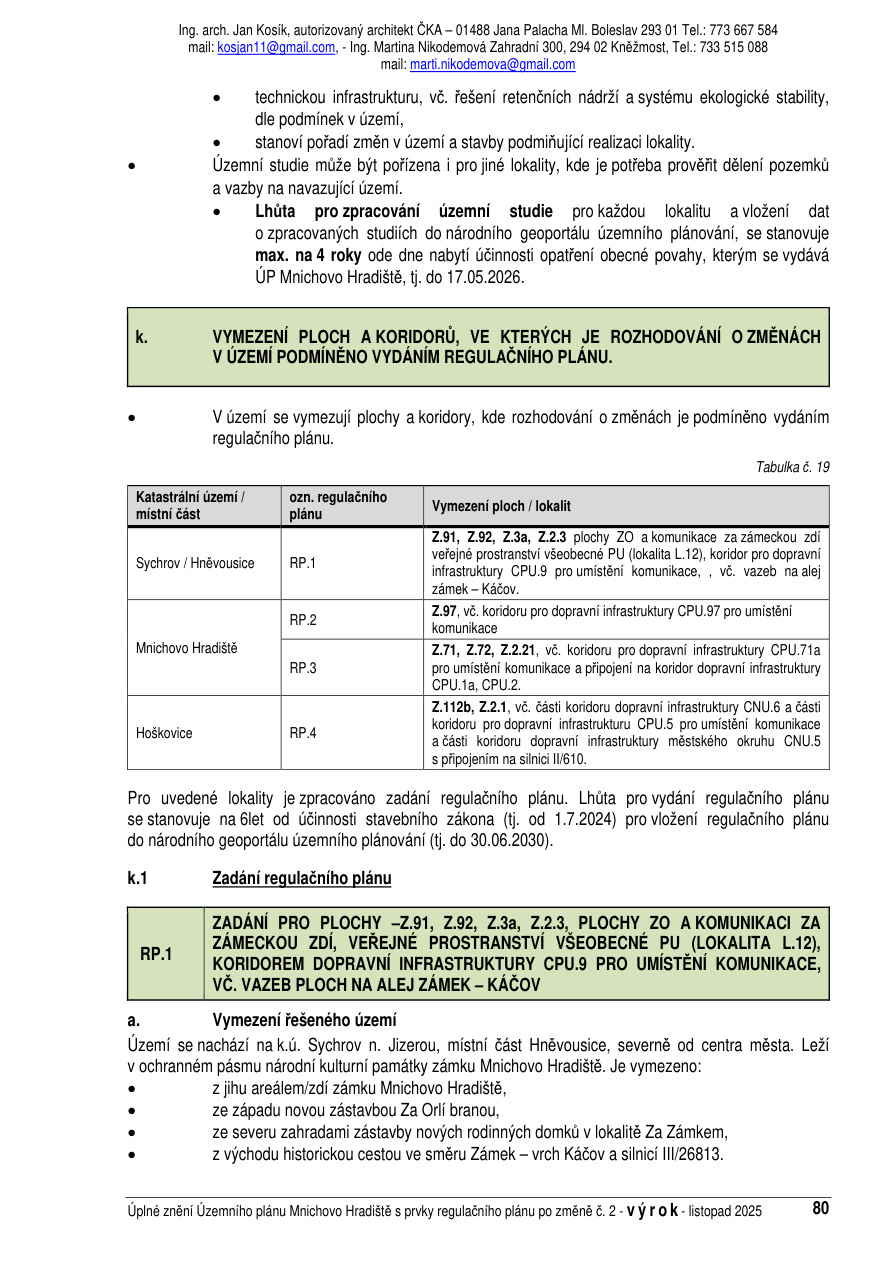 Ing. arch. Jan Kosík, autorizovaný architekt ČKA – 01488 Jana Palacha Ml. Boleslav 293 01 Tel.: 773 667 584
mail: kosjan11@gmail.com, - Ing. Martina Nikodemová Zahradní 300, 294 02 Kněžmost, Tel.: 733 515 088
mail: marti.nikodemova@gmail.com
• technickou infrastrukturu, vč. řešení retenčních nádrží a systému ekologické stability,
dle podmínek v území,
• stanoví pořadí změn v území a stavby podmiňující realizaci lokality.
• Územní studie může být pořízena i pro jiné lokality, kde je potřeba prověřit dělení pozemků
a vazby na navazující území.
• Lhůta pro zpracování územní studie pro každou lokalitu a vložení dat
o zpracovaných studiích do národního geoportálu územního plánování, se stanovuje
max. na 4 roky ode dne nabytí účinnosti opatření obecné povahy, kterým se vydává
ÚP Mnichovo Hradiště, tj. do 17.05.2026.
k. VYMEZENÍ PLOCH A KORIDORŮ, VE KTERÝCH JE ROZHODOVÁNÍ O ZMĚNÁCH
V ÚZEMÍ PODMÍNĚNO VYDÁNÍM REGULAČNÍHO PLÁNU.
• V území se vymezují plochy a koridory, kde rozhodování o změnách je podmíněno vydáním
regulačního plánu.
Tabulka č. 19
Katastrální území /
místní část
ozn. regulačního
plánu
Vymezení ploch / lokalit
Sychrov / Hněvousice
RP.1
Z.91, Z.92, Z.3a, Z.2.3 plochy ZO a komunikace za zámeckou zdí
veřejné prostranství všeobecné PU (lokalita L.12), koridor pro dopravní
infrastruktury CPU.9 pro umístění komunikace, , vč. vazeb na alej
zámek – Káčov.
Mnichovo Hradiště
RP.2
Z.97, vč. koridoru pro dopravní infrastruktury CPU.97 pro umístění
komunikace
RP.3
Z.71, Z.72, Z.2.21, vč. koridoru pro dopravní infrastruktury CPU.71a
pro umístění komunikace a připojení na koridor dopravní infrastruktury
CPU.1a, CPU.2.
Hoškovice
RP.4
Z.112b, Z.2.1, vč. části koridoru dopravní infrastruktury CNU.6 a části
koridoru pro dopravní infrastrukturu CPU.5 pro umístění komunikace
a části koridoru dopravní infrastruktury městského okruhu CNU.5
s připojením na silnici II/610.
Pro uvedené lokality je zpracováno zadání regulačního plánu. Lhůta pro vydání regulačního plánu
se stanovuje na 6let od účinnosti stavebního zákona (tj. od 1.7.2024) pro vložení regulačního plánu
do národního geoportálu územního plánování (tj. do 30.06.2030).
k.1 Zadání regulačního plánu
RP.1
ZADÁNÍ PRO PLOCHY –Z.91, Z.92, Z.3a, Z.2.3, PLOCHY ZO A KOMUNIKACI ZA
ZÁMECKOU ZDÍ, VEŘEJNÉ PROSTRANSTVÍ VŠEOBECNÉ PU (LOKALITA L.12),
KORIDOREM DOPRAVNÍ INFRASTRUKTURY CPU.9 PRO UMÍSTĚNÍ KOMUNIKACE,
VČ. VAZEB PLOCH NA ALEJ ZÁMEK – KÁČOV
a. Vymezení řešeného území
Území se nachází na k.ú. Sychrov n. Jizerou, místní část Hněvousice, severně od centra města. Leží
v ochranném pásmu národní kulturní památky zámku Mnichovo Hradiště. Je vymezeno:
• z jihu areálem/zdí zámku Mnichovo Hradiště,
• ze západu novou zástavbou Za Orlí branou,
• ze severu zahradami zástavby nových rodinných domků v lokalitě Za Zámkem,
• z východu historickou cestou ve směru Zámek – vrch Káčov a silnicí III/26813.
Úplné znění Územního plánu Mnichovo Hradiště s prvky regulačního plánu po změně č. 2 - v ý r o k - listopad 2025 80